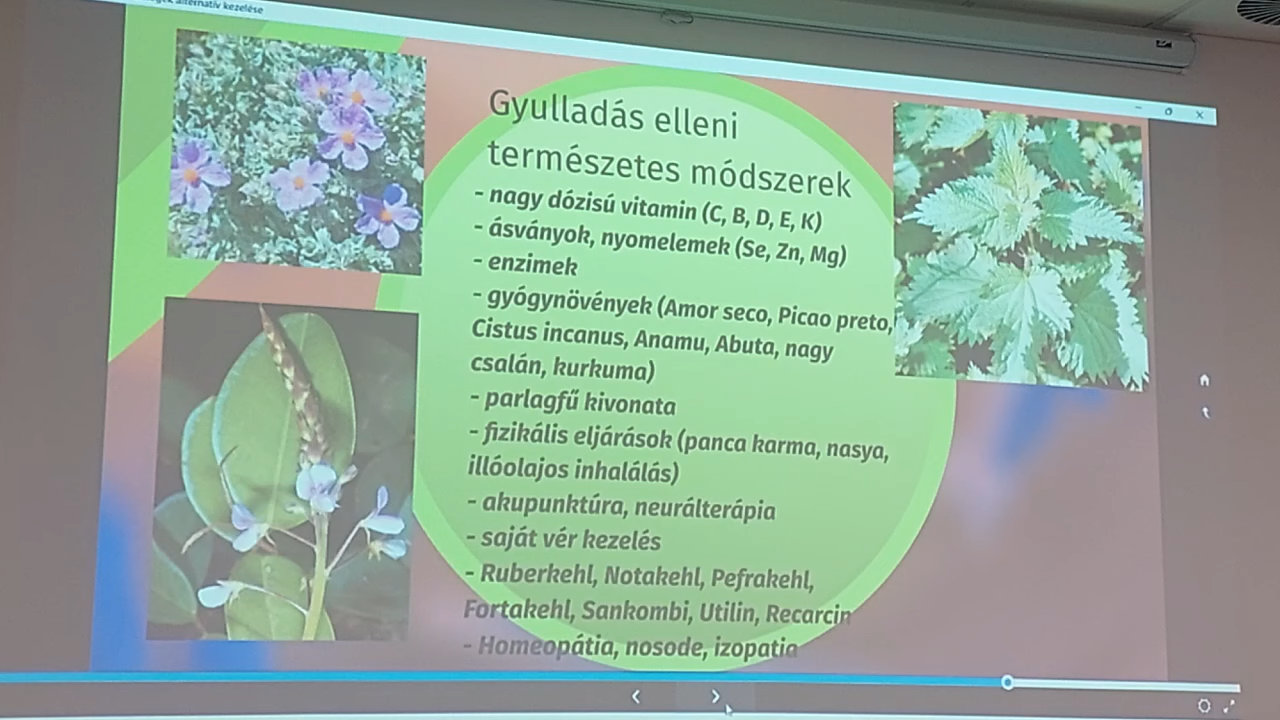 alternatív kezelése
Gyulladás elleni
természetes módszerek
- nagy dózisú vitamin (C, B, D, E, K)
- ásványok, nyomelemek (Se, Zn, Mg)
- enzimek
- gyógynövények (Amor seco, Picao preto,
Cistus incanus, Anamu, Abuta, nagy
csalán, kurkuma)
- parlagfű kivonata
- fizikális eljárások (panca karma, nasya,
illóolajos inhalálás)
- akupunktúra, neurálterápia
- saját vér kezelés
- Ruberkehl, Notakehl, Pefrakehl,
Fortakehl, Sankombi, Utilin, Recarcin
- Homeopátia, nosode, izopatia